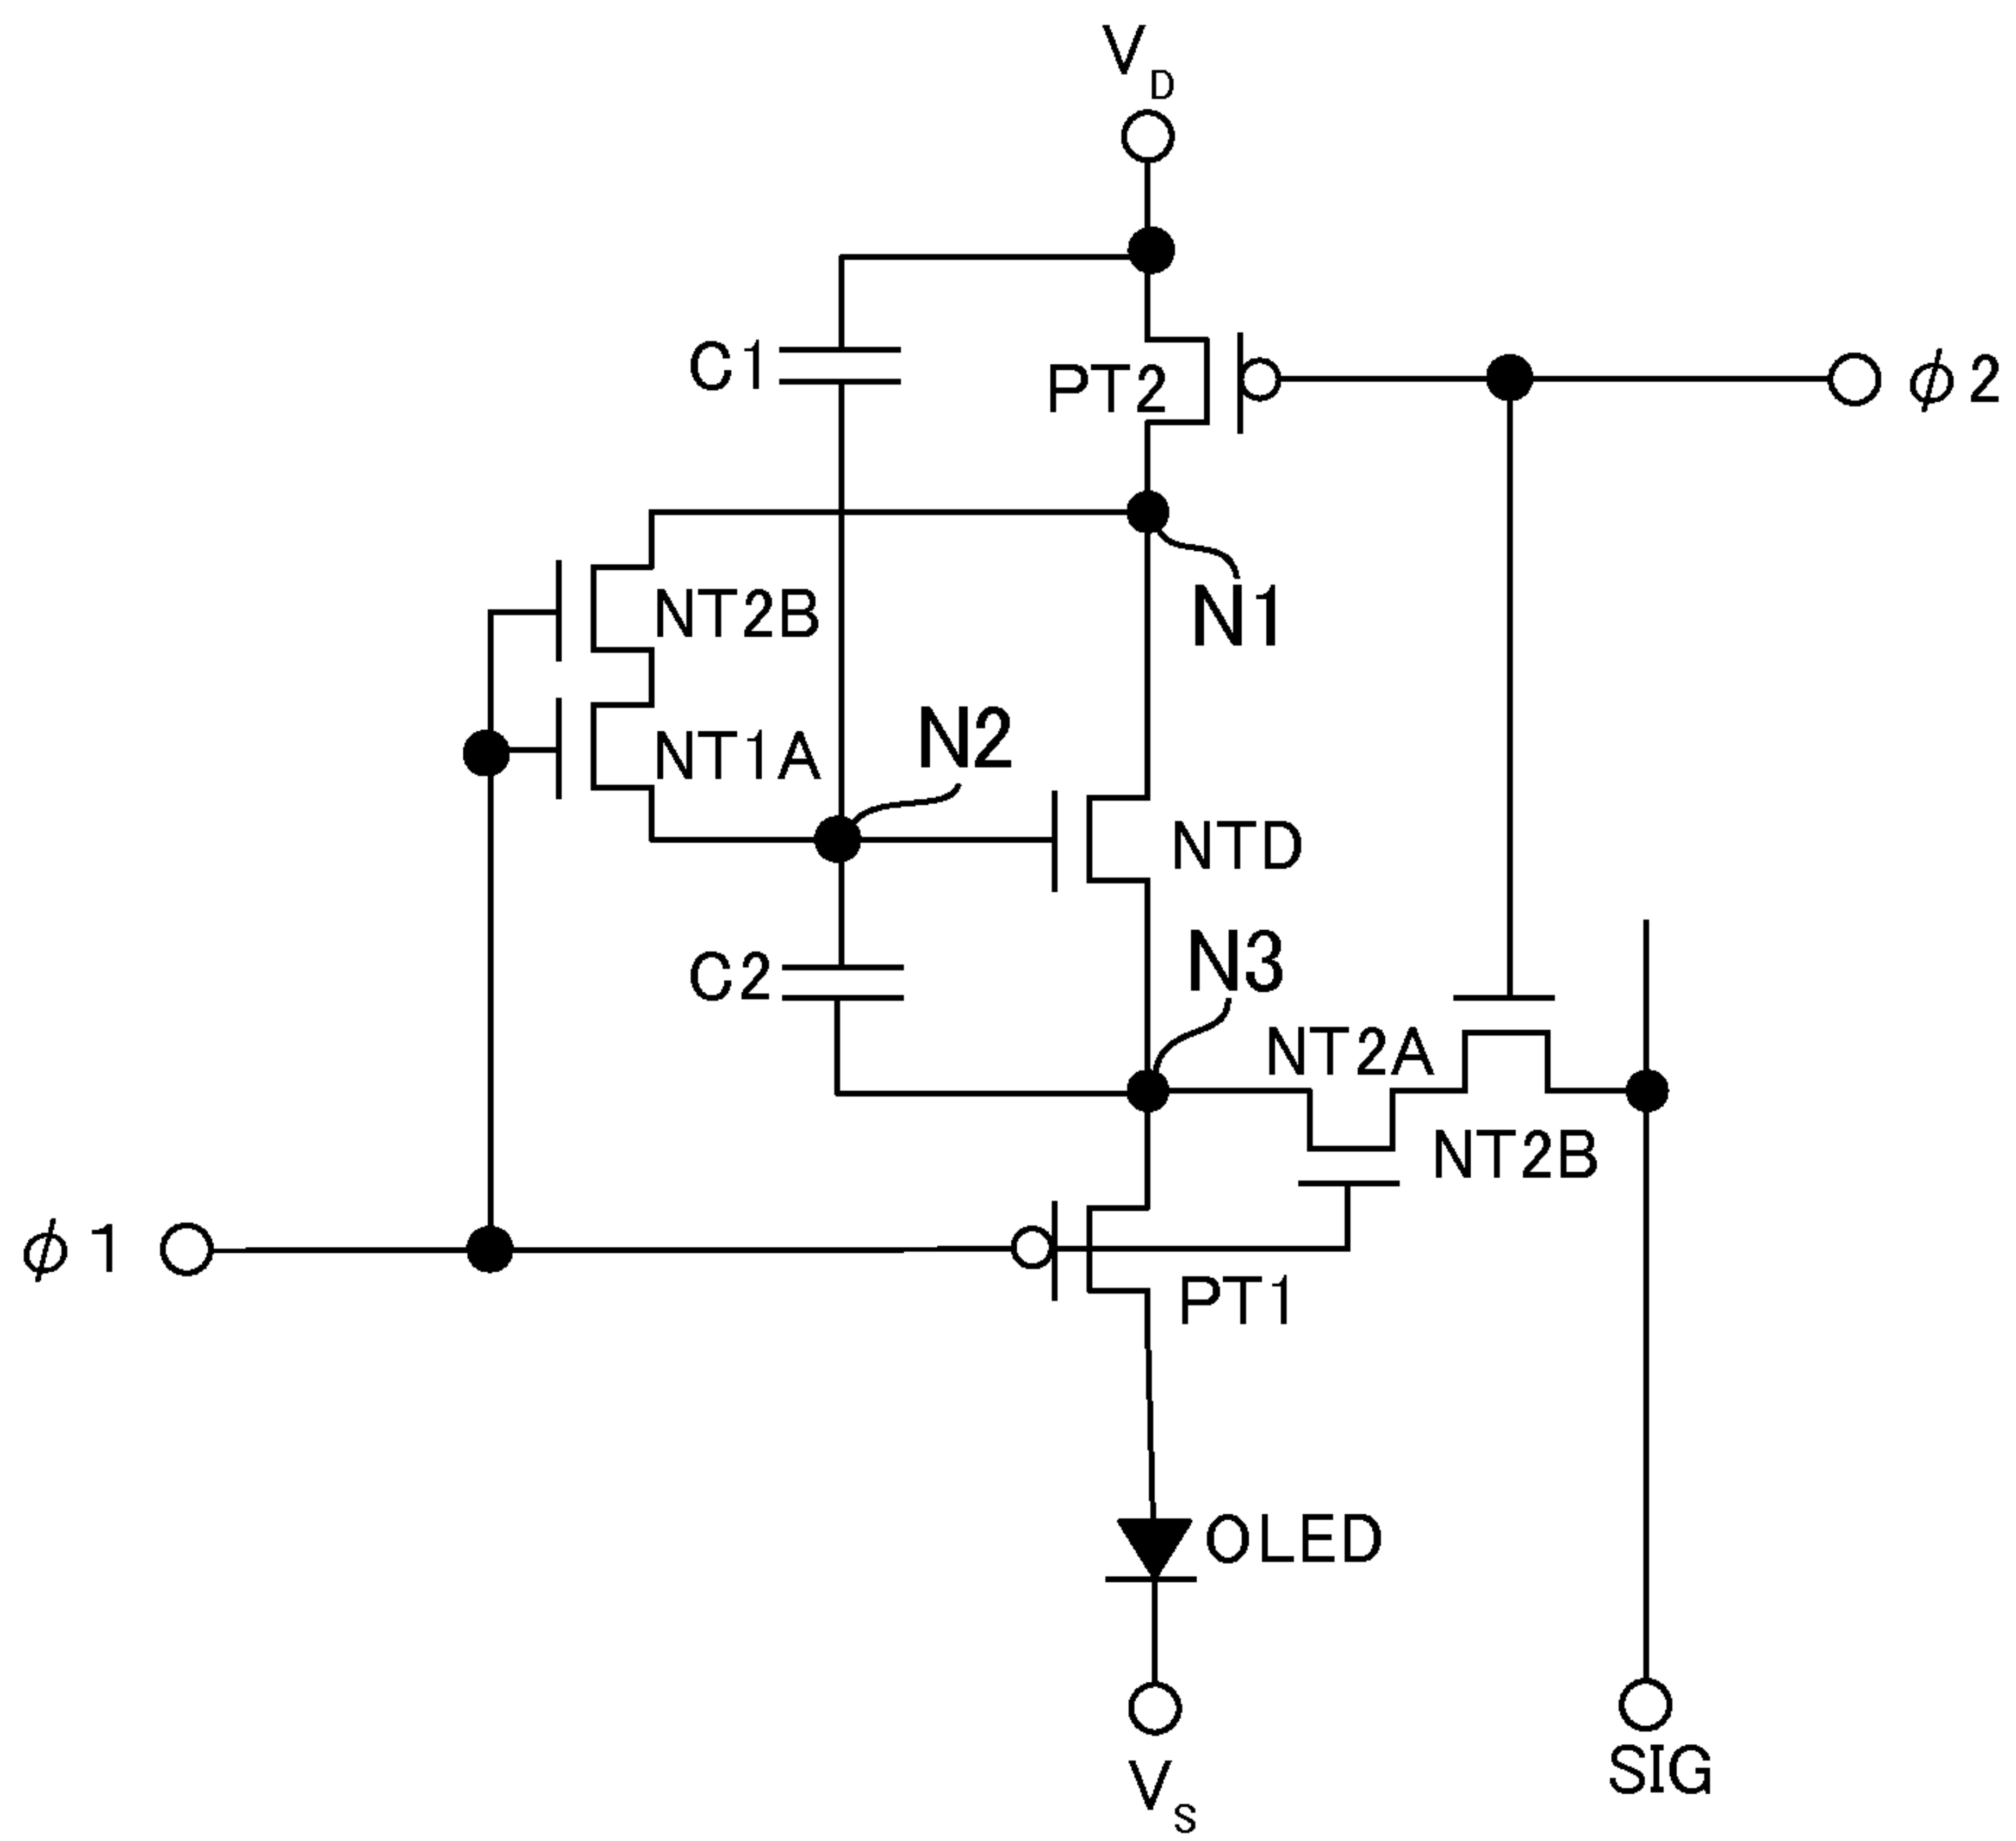 VD
C1
PT2
φ2
NT2B
N1
NT1A
N2
NTD
C2
N3
NT2A
NT2B
φ1
PT1
OLED
VS
SIG